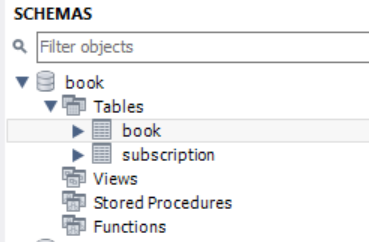 SCHEMAS
Filter objects
book
Tables
book
subscription
Views
Stored Procedures
Functions